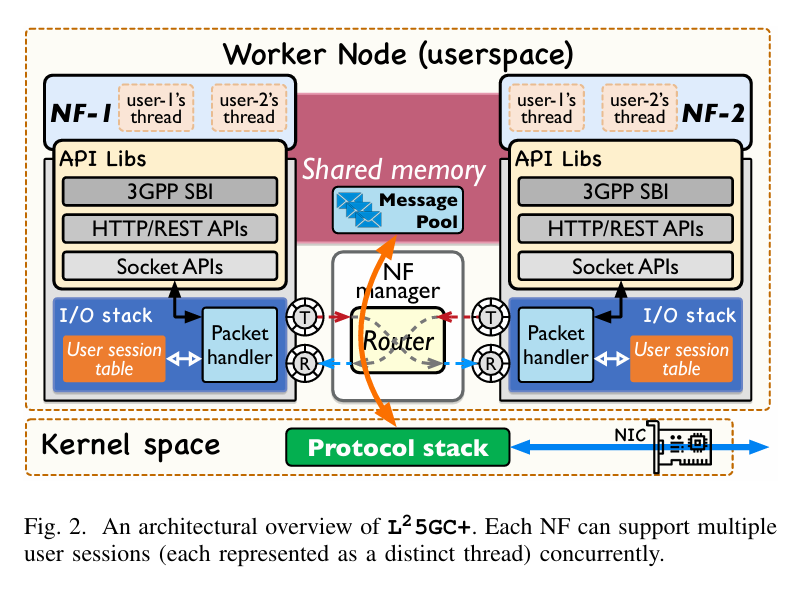 Worker Node (userspace)
NF-1
user-1's
thread
user-2's
thread
user-1's
thread
user-2's
thread
NF-2
API Libs
3GPP SBI
HTTP/REST APIs
Socket APIs
Shared memory
Message
Pool
API Libs
3GPP SBI
HTTP/REST APIs
Socket APIs
I/O stack
User session
table
Packet
handler
T
R
NF
manager
Router
T
R
I/O stack
Packet
handler
User session
table
Kernel space
Protocol stack
NIC
Fig. 2. An architectural overview of L²5GC+. Each NF can support multiple
user sessions (each represented as a distinct thread) concurrently.